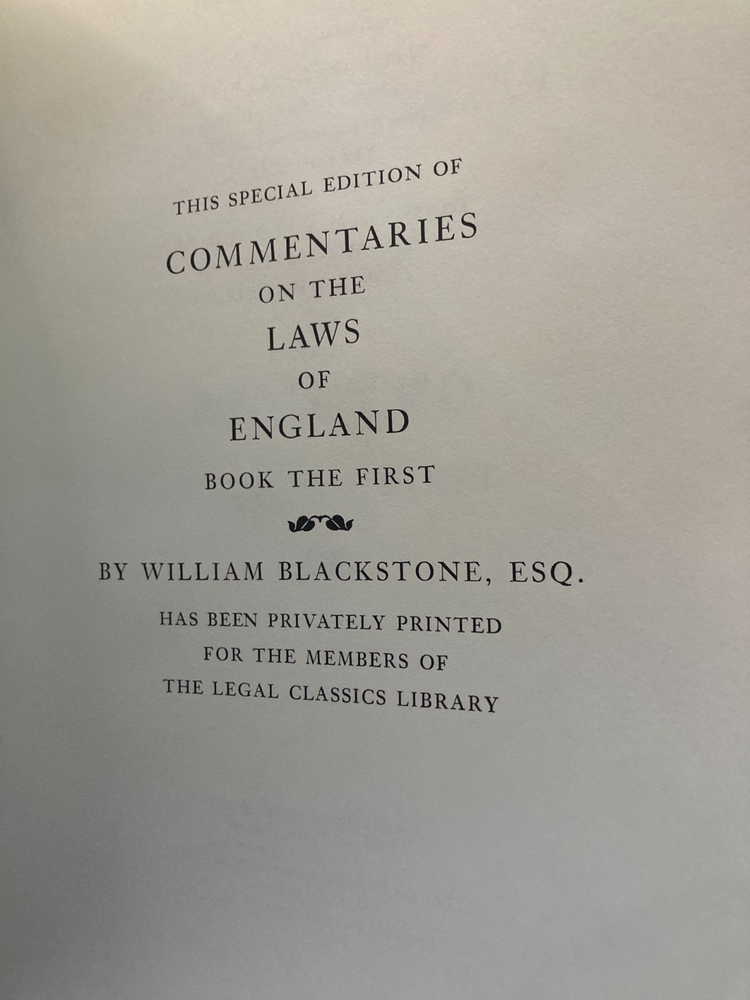 THIS SPECIAL EDITION OF
COMMENTARIES
ON THE
LAWS
OF
ENGLAND
BOOK THE FIRST
BY WILLIAM BLACKSTONE, ESQ.
HAS BEEN PRIVATELY PRINTED
FOR THE MEMBERS OF
THE LEGAL CLASSICS LIBRARY